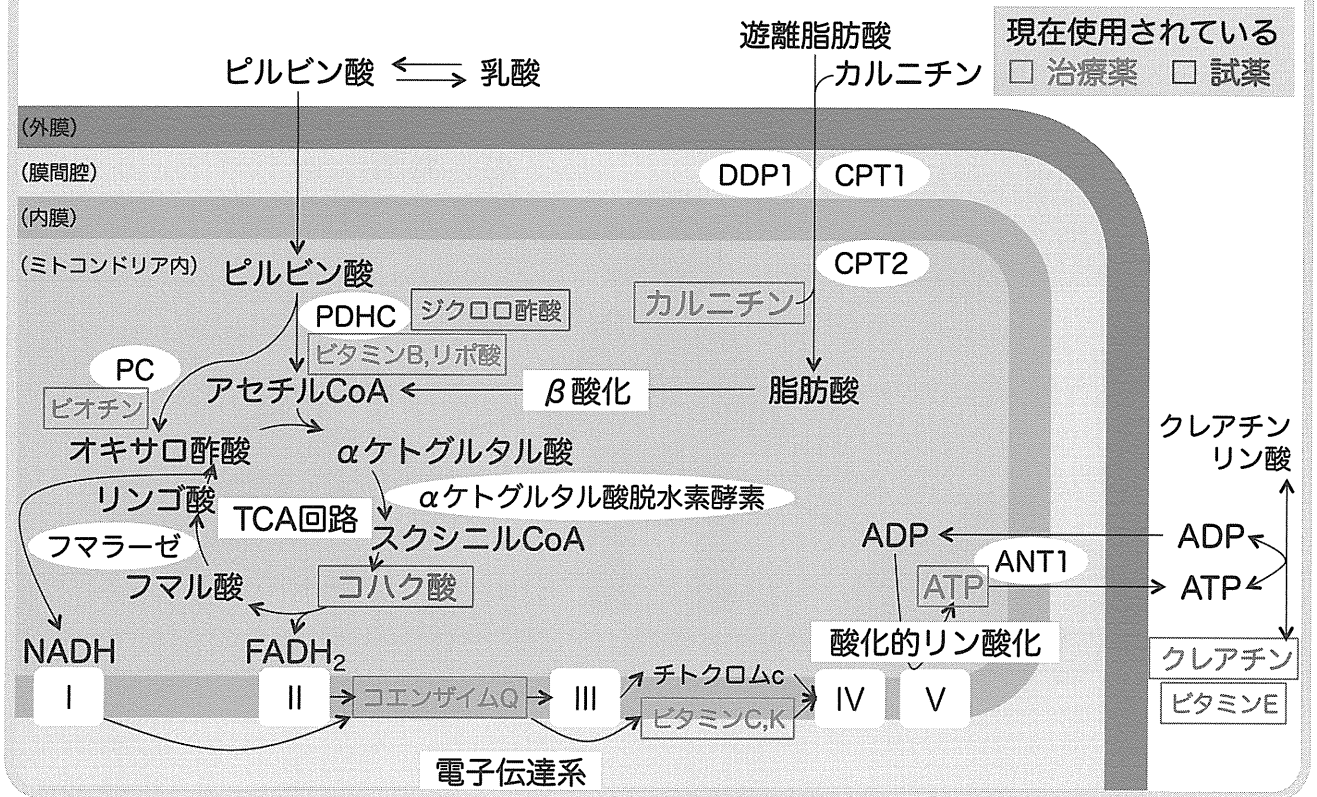 遊離脂肪酸
現在使用されている
□ 治療薬 □ 試薬
ピルビン酸
乳酸
カルニチン
(外膜)
(膜間腔)
DDP1
CPT1
(内膜)
(ミトコンドリア内)
ピルビン酸
CPT2
カルニチン
PDHC
ジクロロ酢酸
ビタミンB,リポ酸
PC
アセチルCoA
β酸化
脂肪酸
ビオチン
オキサロ酢酸
αケトグルタル酸
クレアチン
リン酸
リンゴ酸
αケトグルタル酸脱水素酵素
TCA回路
スクシニルCoA
ADP
ADP
フマラーゼ
ANT1
フマル酸
コハク酸
ATP
ATP
酸化的リン酸化
NADH
FADH2
クレアチン
I
II
コエンザイムQ
III
チトクロムc
ビタミンC,K
IV
V
ビタミンE
電子伝達系